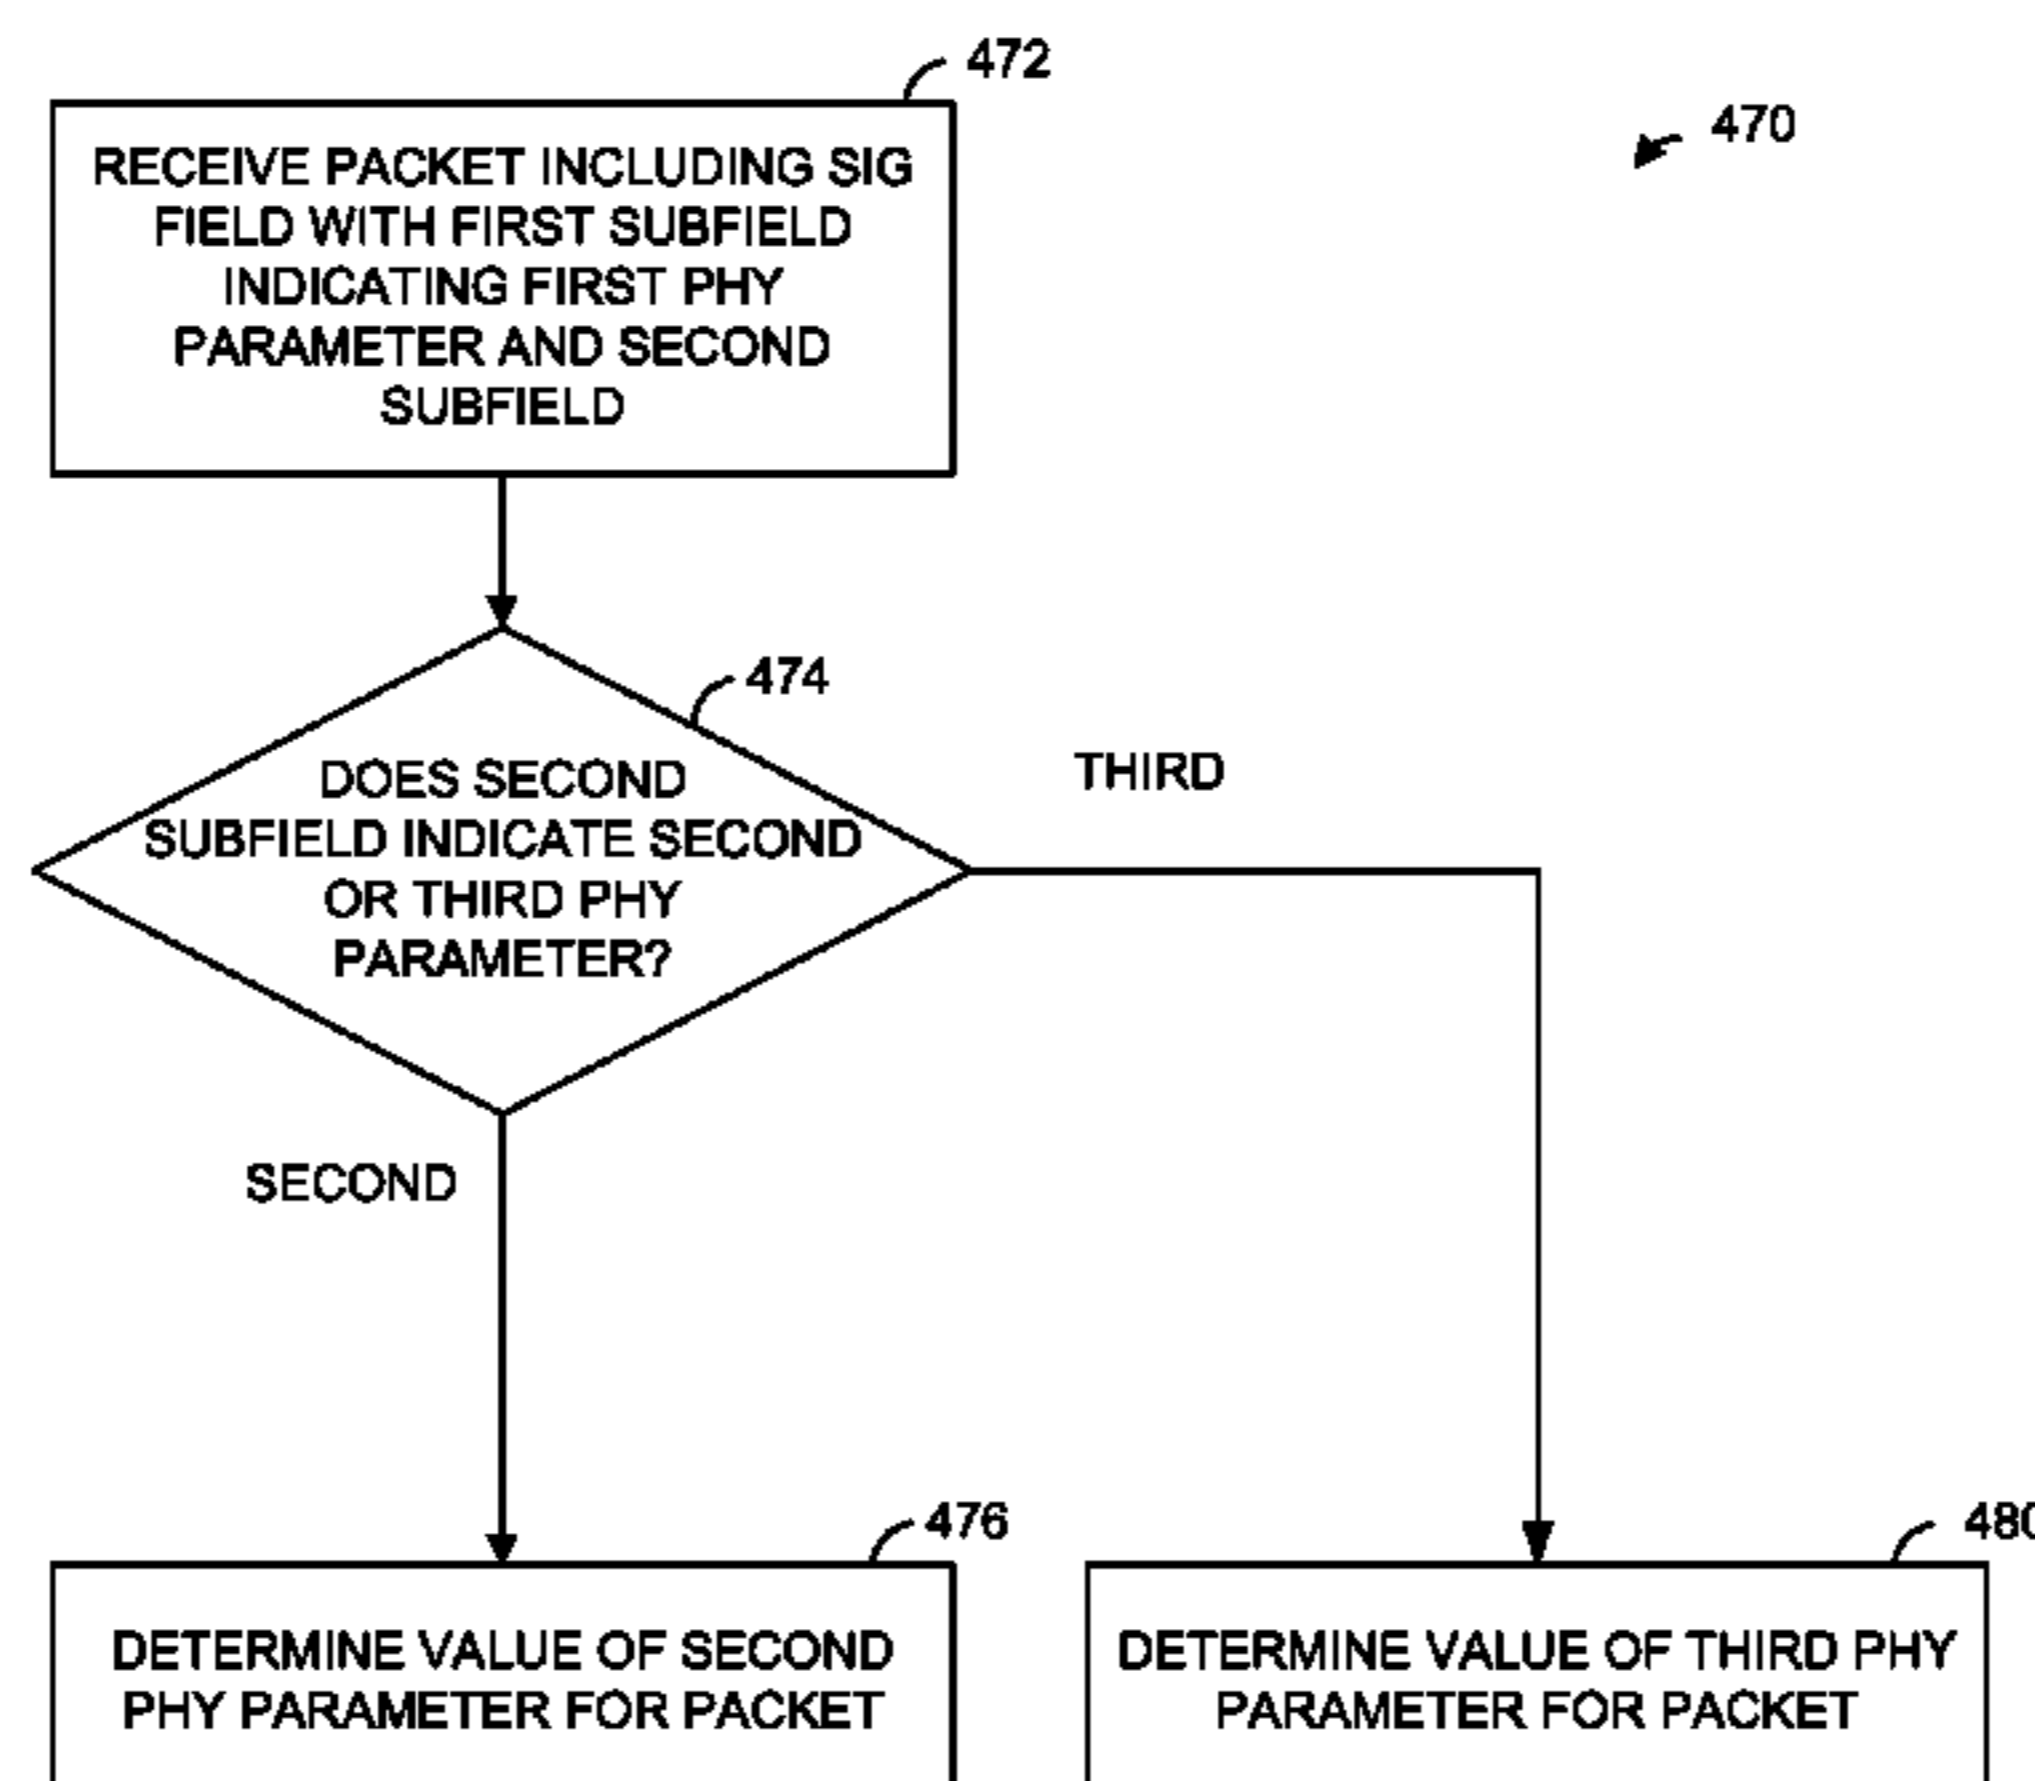 472
470
RECEIVE PACKET INCLUDING SIG
FIELD WITH FIRST SUBFIELD
INDICATING FIRST PHY
PARAMETER AND SECOND
SUBFIELD
474
DOES SECOND
SUBFIELD INDICATE SECOND
OR THIRD PHY
PARAMETER?
THIRD
SECOND
476
480
DETERMINE VALUE OF SECOND
PHY PARAMETER FOR PACKET
DETERMINE VALUE OF THIRD PHY
PARAMETER FOR PACKET